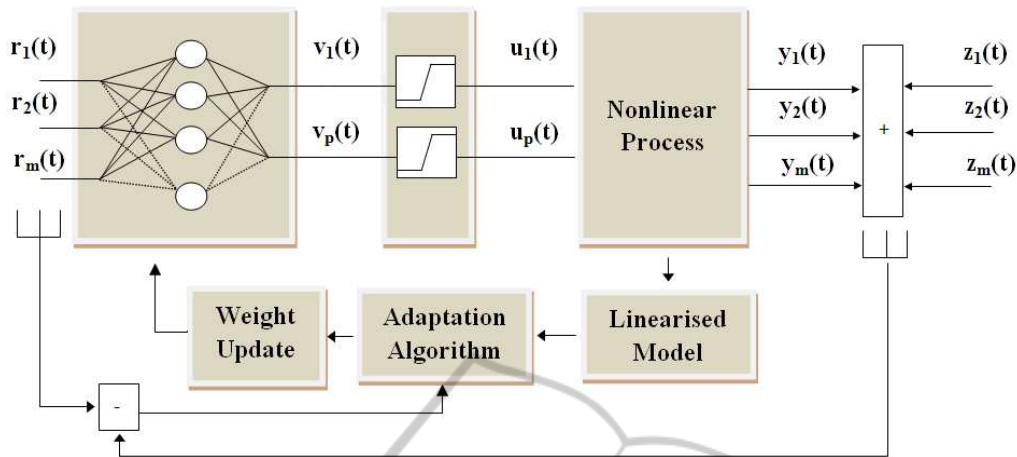 r₁(t)
r₂(t)
rₘ(t)
v₁(t)
vₚ(t)
u₁(t)
uₚ(t)
Nonlinear
Process
y₁(t)
y₂(t)
yₘ(t)
+
z₁(t)
z₂(t)
zₘ(t)
Weight
Update
Adaptation
Algorithm
Linearised
Model
-